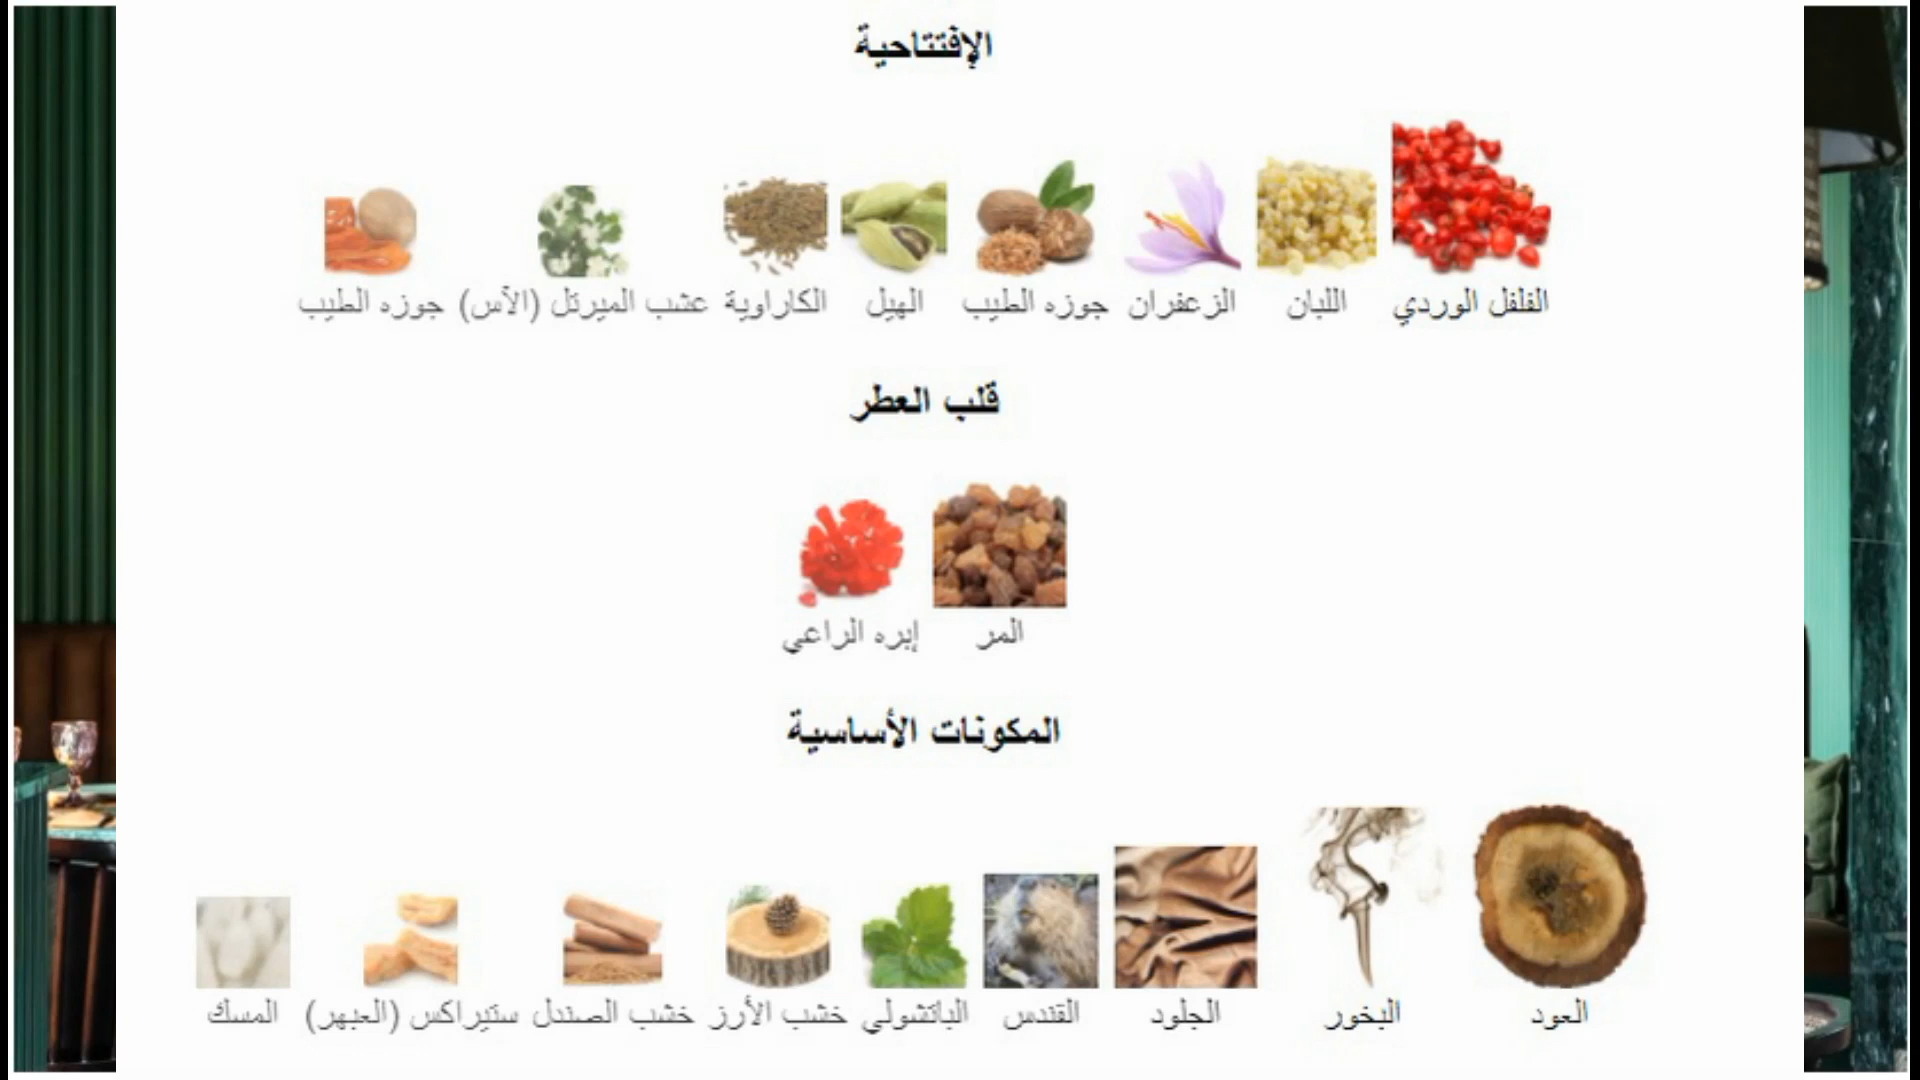 الإفتتاحية
الفلفل الوردي اللبان الزعفران جوزه الطيب الهيل الكاراوية عشب الميرتل (الآس) جوزه الطيب
قلب العطر
المر إبره الراعي
المكونات الأساسية
العود البخور الجلود القندس الباتشولي خشب الأرز خشب الصندل ستيراكس (العبهر) المسك